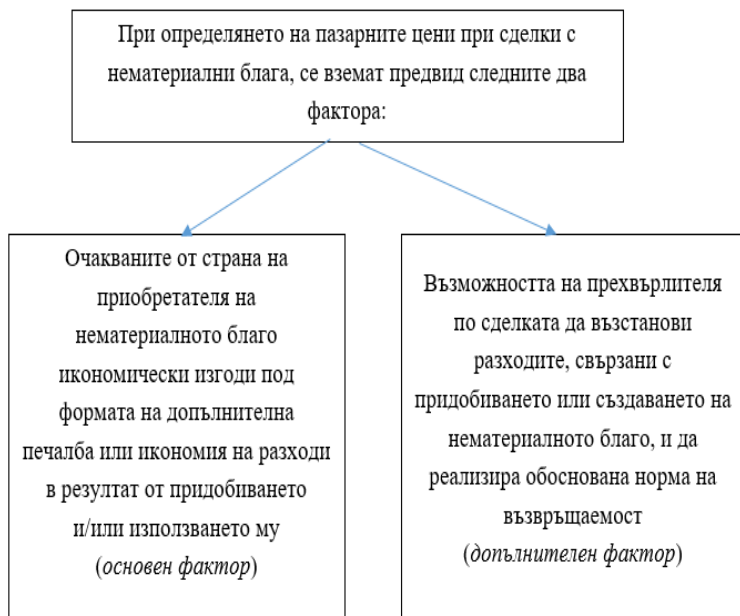 При определянето на пазарните цени при сделки с
нематериални блага, се вземат предвид следните два
фактора:
Очакваните от страна на
приобретателя на
нематериалното благо
икономически изгоди под
формата на допълнителна
печалба или икономия на разходи
в резултат от придобиването
и/или използването му
(основен фактор)
Възможността на прехвърлителя
по сделката да възстанови
разходите, свързани с
придобиването или създаването на
нематериалното благо, и да
реализира обоснована норма на
възвръщаемост
(допълнителен фактор)